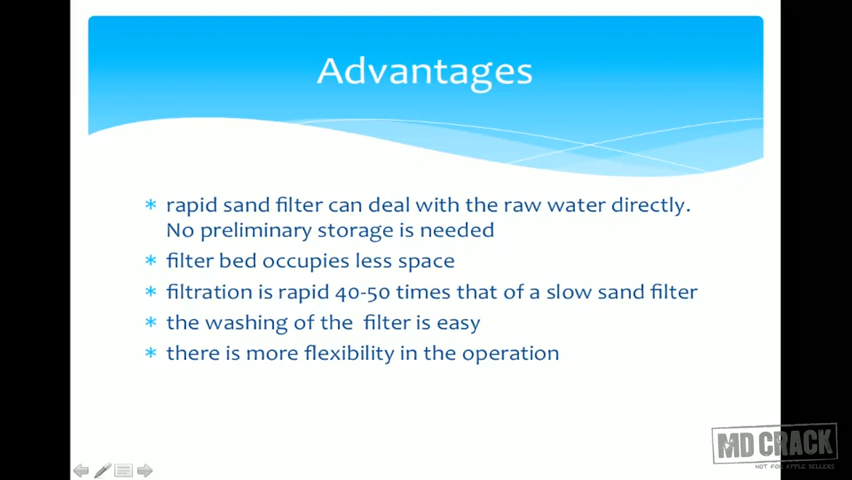 Advantages
* rapid sand filter can deal with the raw water directly.
No preliminary storage is needed
* filter bed occupies less space
* filtration is rapid 40-50 times that of a slow sand filter
* the washing of the  filter is easy
* there is more flexibility in the operation
MD CRACK
NOT FOR APPLE SELLERS